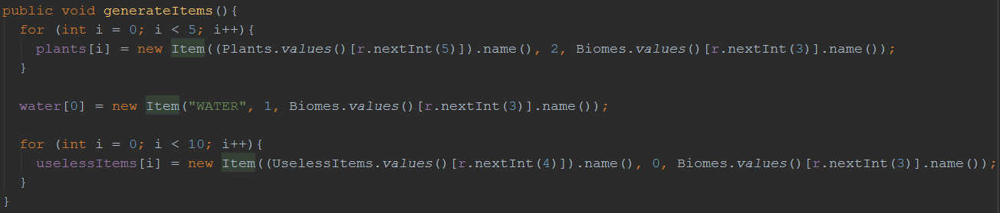 public void generateItems(){
for (int i = 0; i < 5; i++){
plants[i] = new Item((Plants.values()[r.nextInt(5)]).name(), 2, Biomes.values()[r.nextInt(3)].name());
}
water[0] = new Item("WATER", 1, Biomes.values()[r.nextInt(3)].name());
for (int i = 0; i < 10; i++){
uselessItems[i] = new Item((UselessItems.values()[r.nextInt(4)]).name(), 0, Biomes.values()[r.nextInt(3)].name());
}
}